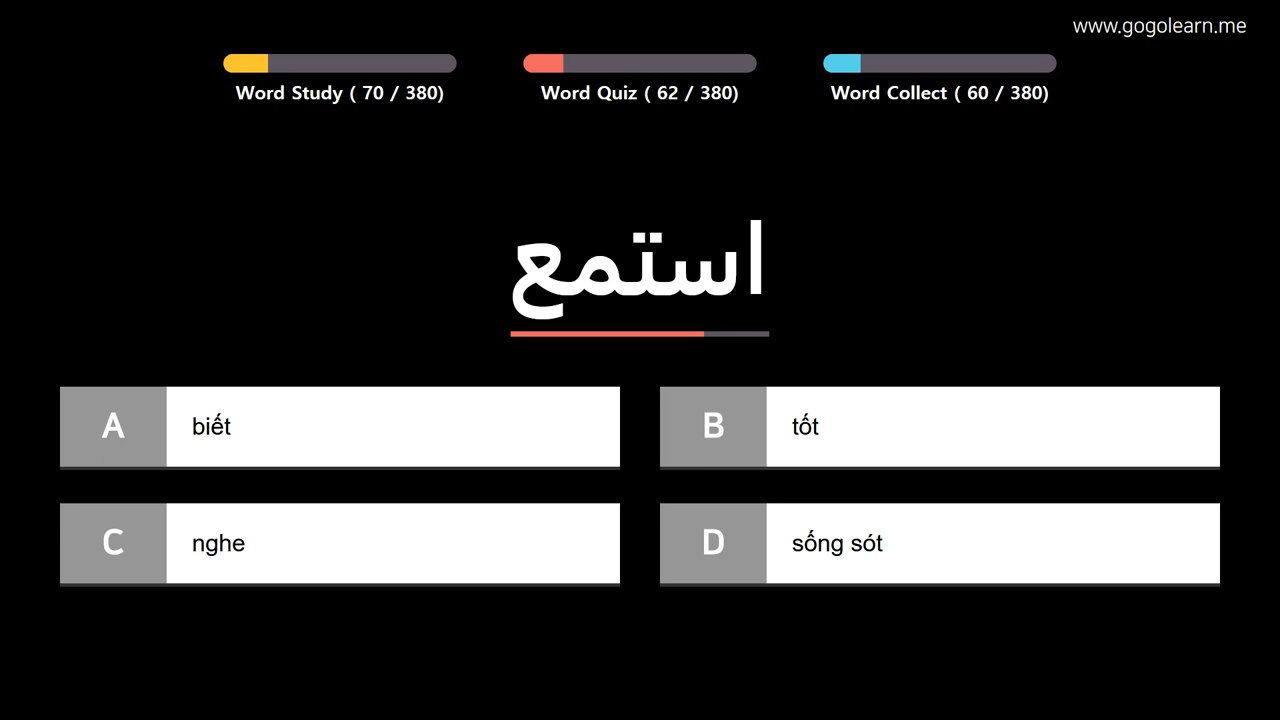 www.gogolearn.me
Word Study ( 70 / 380)
Word Quiz ( 62 / 380)
Word Collect ( 60 / 380)
استمع
A biết
B tốt
C nghe
D sống sót